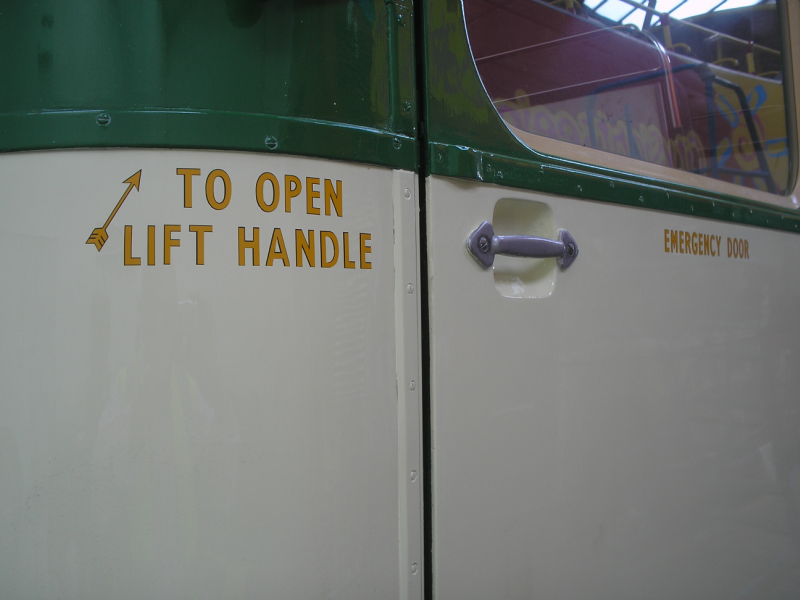 TO OPEN
LIFT HANDLE
EMERGENCY DOOR